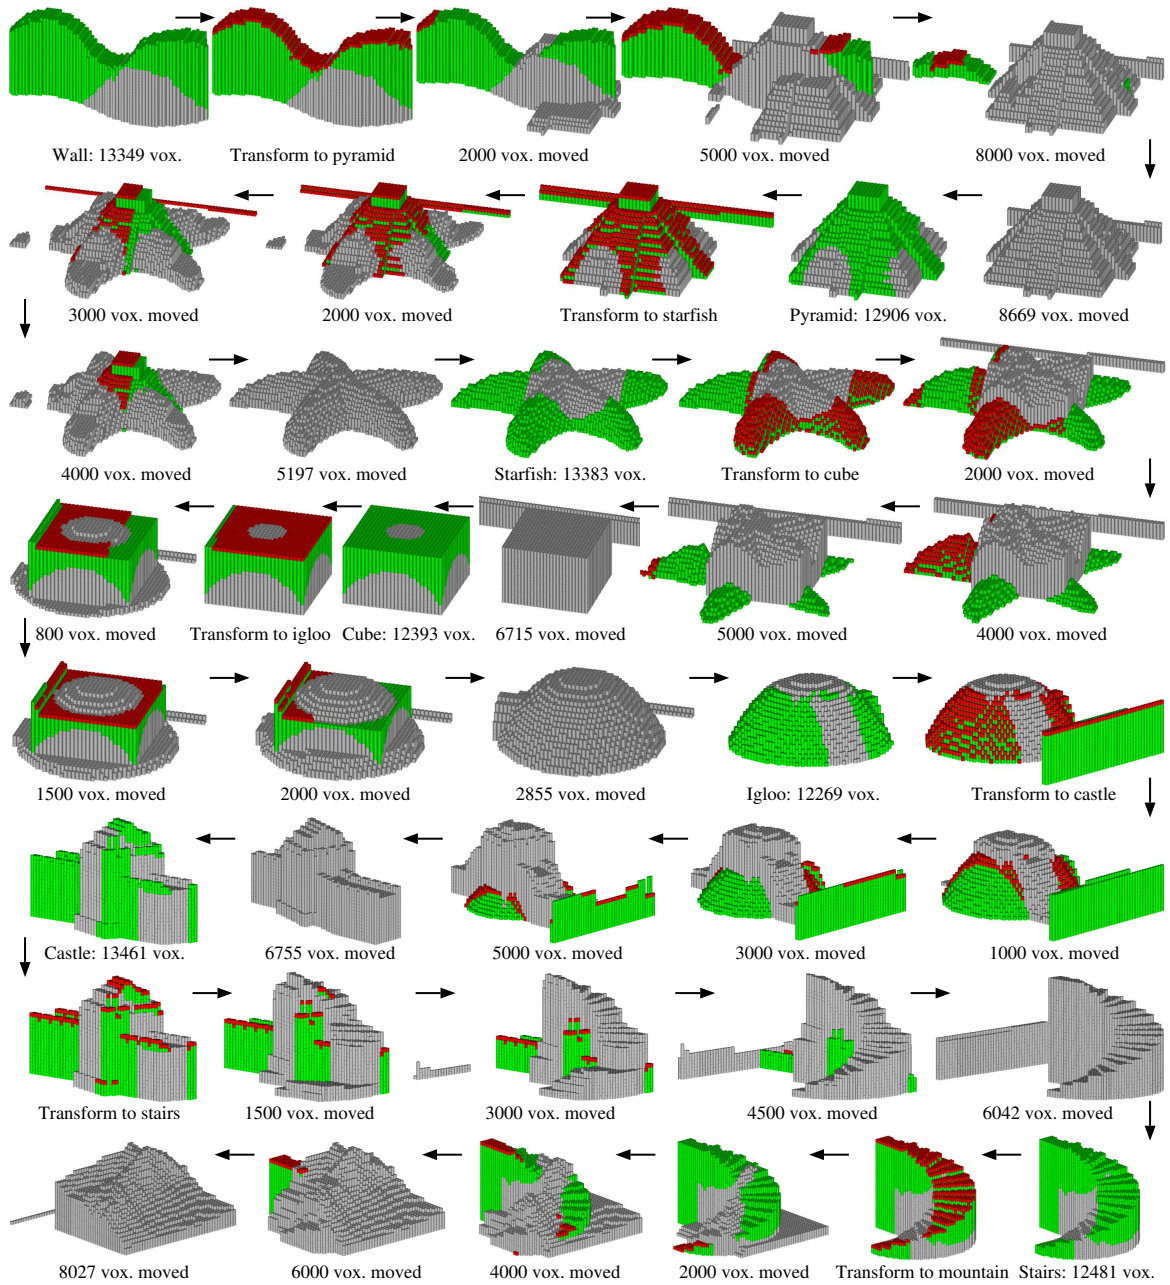 Wall: 13349 vox.
Transform to pyramid
2000 vox. moved
5000 vox. moved
8000 vox. moved
3000 vox. moved
2000 vox. moved
Transform to starfish
Pyramid: 12906 vox.
8669 vox. moved
4000 vox. moved
5197 vox. moved
Starfish: 13383 vox.
Transform to cube
2000 vox. moved
800 vox. moved
Transform to igloo
Cube: 12393 vox.
6715 vox. moved
5000 vox. moved
4000 vox. moved
1500 vox. moved
2000 vox. moved
2855 vox. moved
Igloo: 12269 vox.
Transform to castle
Castle: 13461 vox.
6755 vox. moved
5000 vox. moved
3000 vox. moved
1000 vox. moved
Transform to stairs
1500 vox. moved
3000 vox. moved
4500 vox. moved
6042 vox. moved
8027 vox. moved
6000 vox. moved
4000 vox. moved
2000 vox. moved
Transform to mountain
Stairs: 12481 vox.